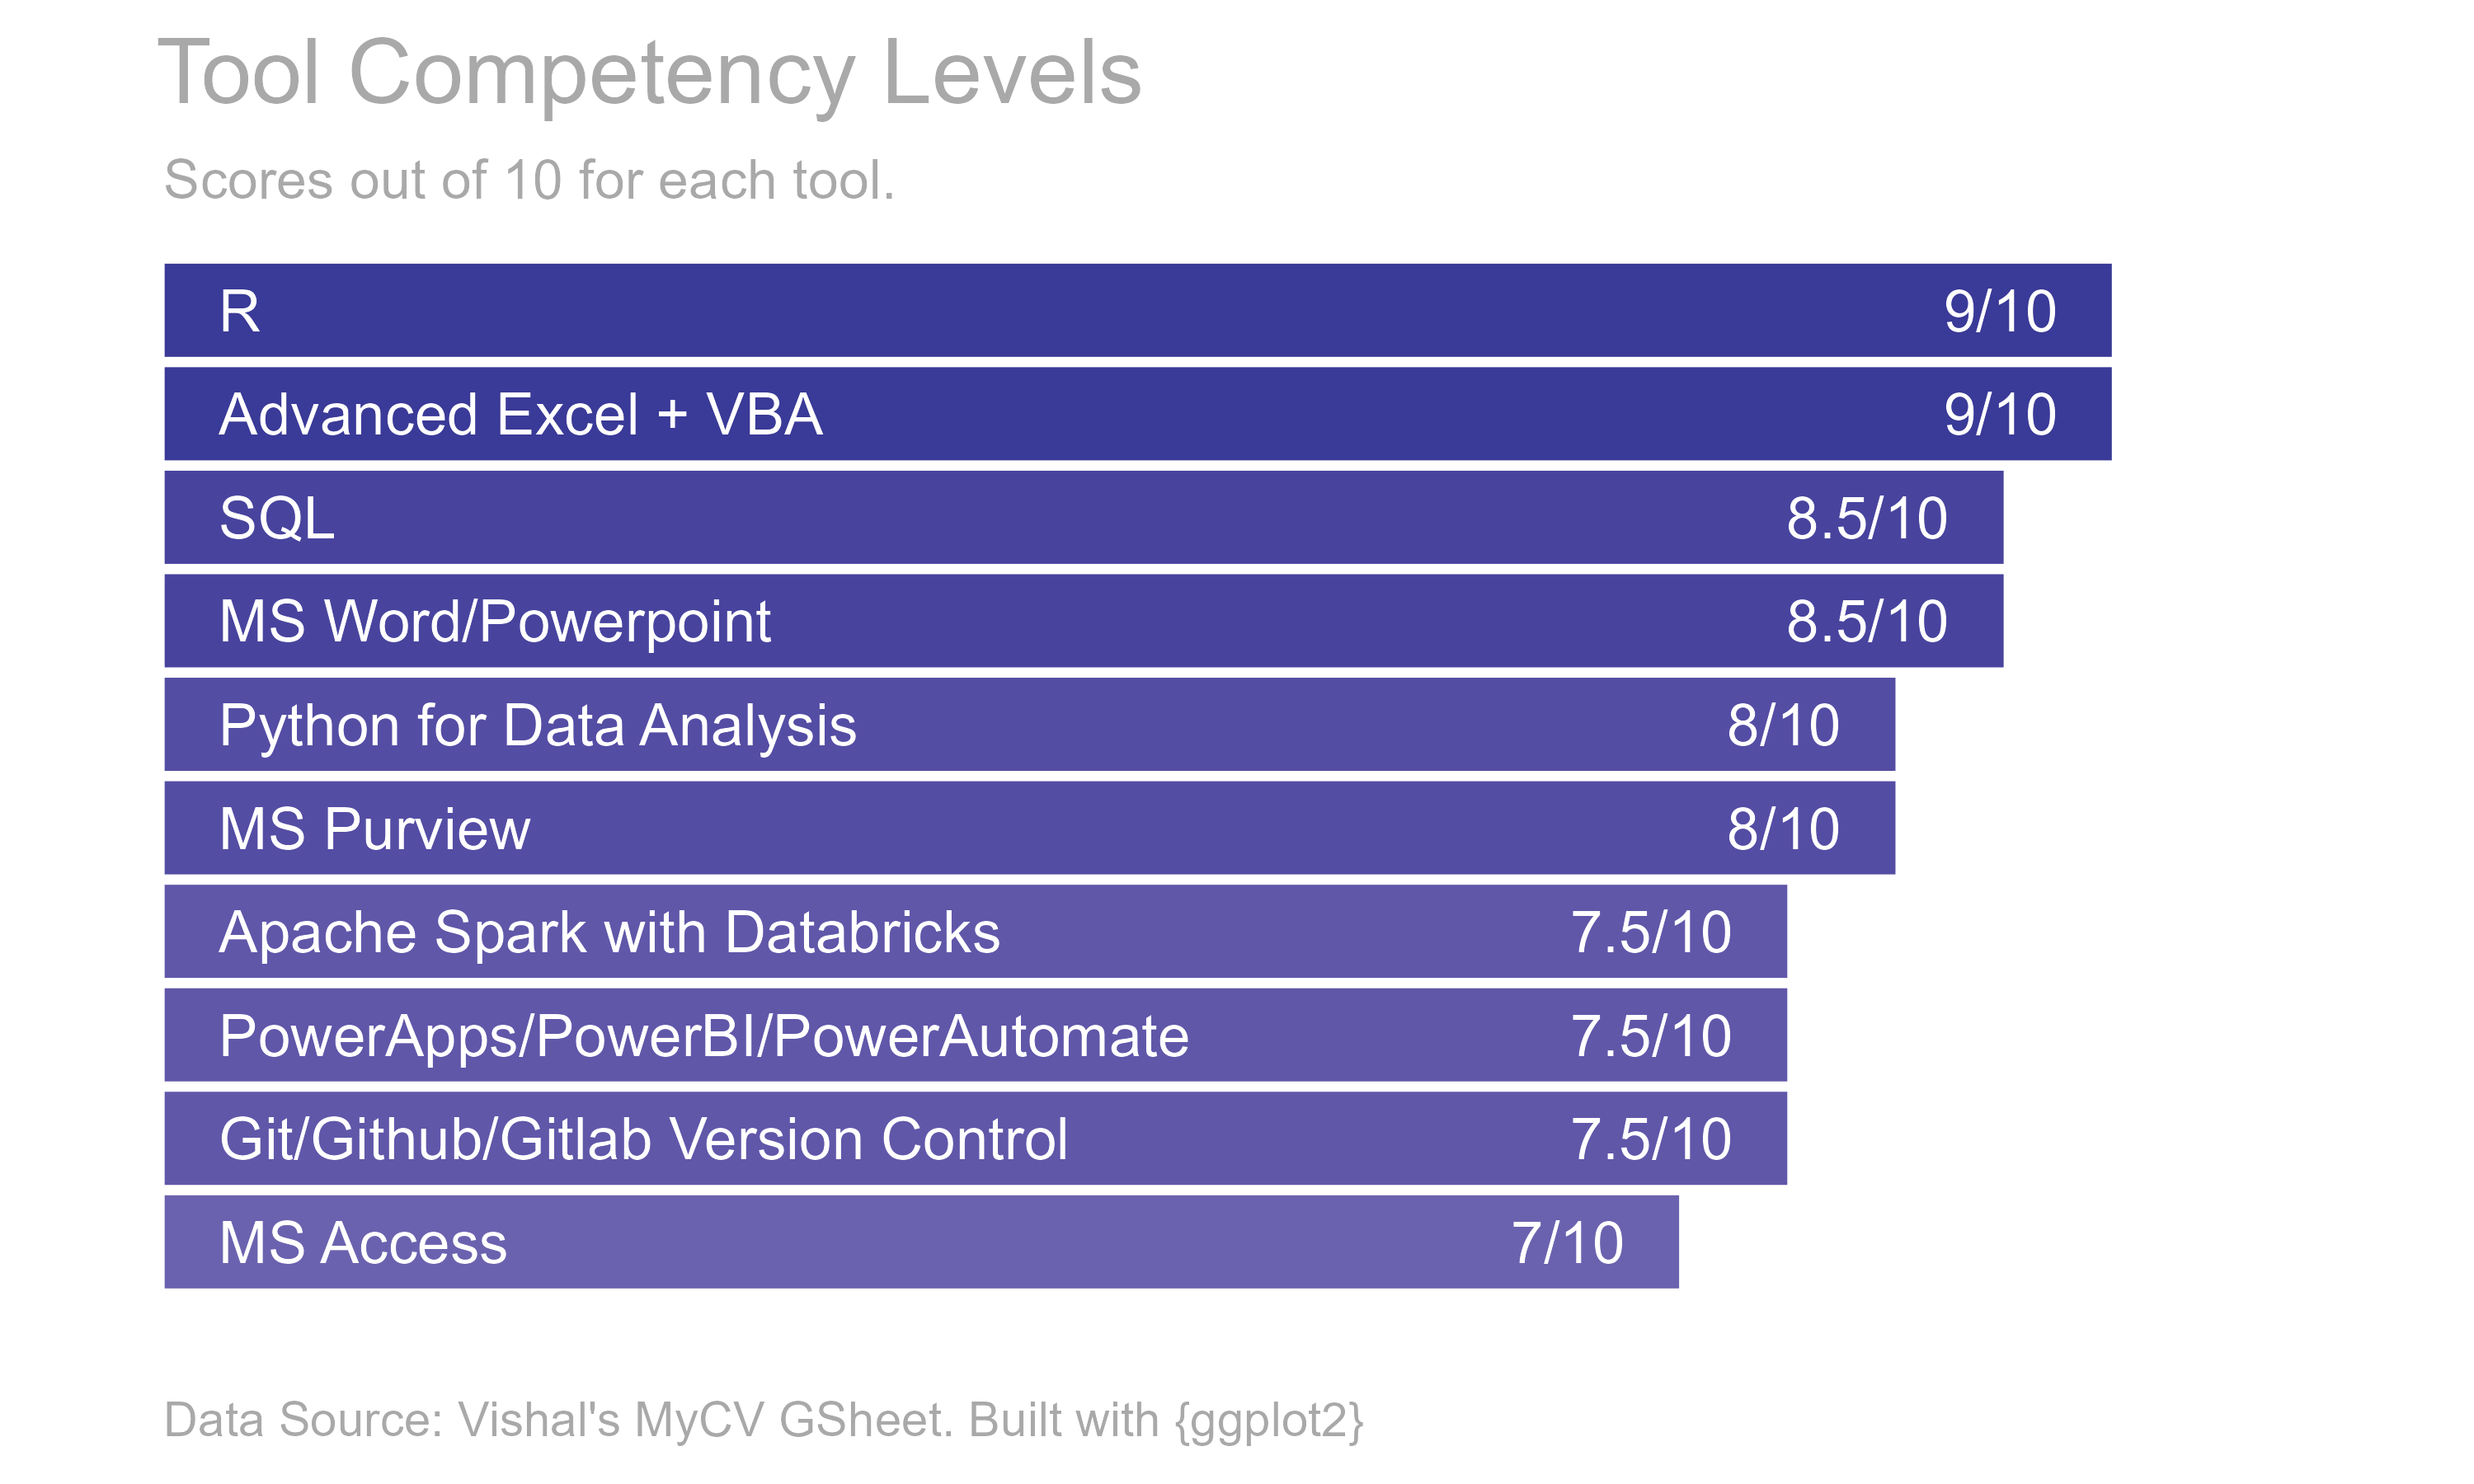 Tool Competency Levels
Scores out of 10 for each tool.
R 9/10
Advanced Excel + VBA 9/10
SQL 8.5/10
MS Word/Powerpoint 8.5/10
Python for Data Analysis 8/10
MS Purview 8/10
Apache Spark with Databricks 7.5/10
PowerApps/PowerBI/PowerAutomate 7.5/10
Git/Github/Gitlab Version Control 7.5/10
MS Access 7/10
Data Source: Vishal's MyCV GSheet. Built with {ggplot2}